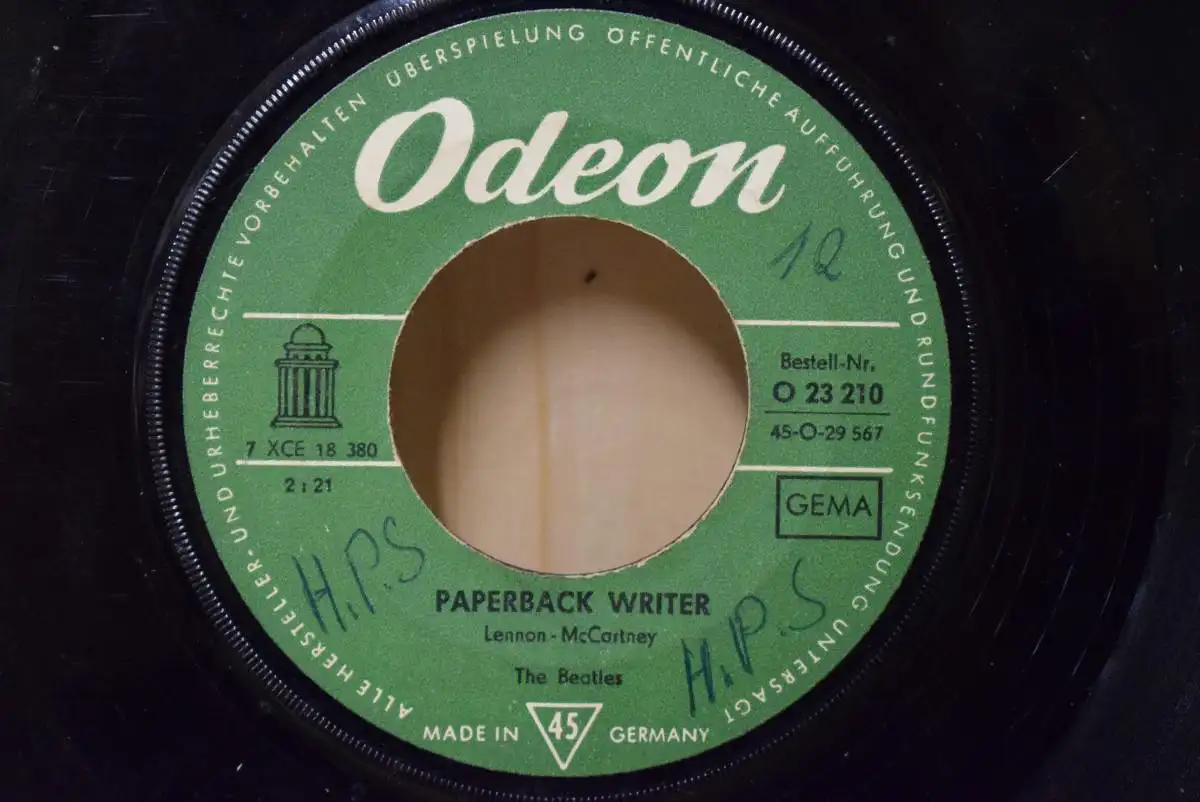 ALLE HERSTELLER- UND URHEBERRECHTE VORBEHALTEN ÜBERSPIELUNG ÖFFENTLICHE AUFFÜHRUNG UND RUNDFUNKSENDUNG UNTERSAGT
Odeon
12
7 XCE 18 380
2:21
Bestell-Nr.
O 23 210
45-O-29 567
GEMA
H.P.S
PAPERBACK WRITER
Lennon - McCartney
The Beatles
H.P.S
MADE IN 45 GERMANY